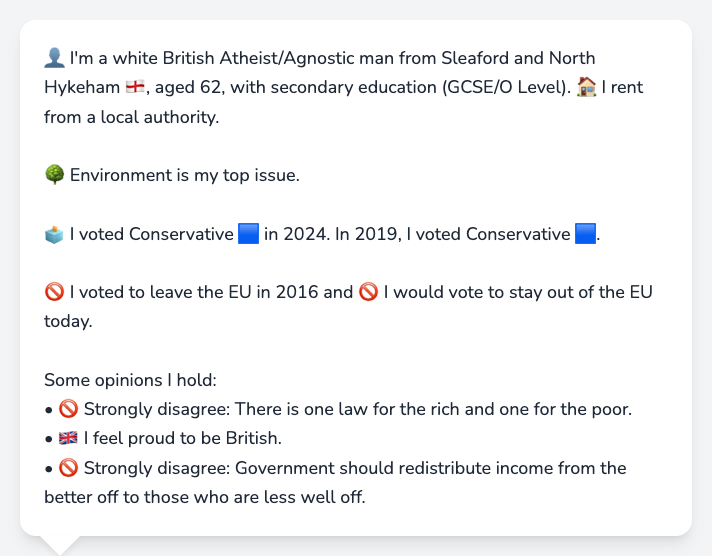 👤 I'm a white British Atheist/Agnostic man from Sleaford and North
Hykeham 🏴󠁧󠁢󠁥󠁮󠁧󠁿, aged 62, with secondary education (GCSE/O Level). 🏠 I rent
from a local authority.
🌳 Environment is my top issue.
🗳️ I voted Conservative 🟦 in 2024. In 2019, I voted Conservative 🟦.
🚫 I voted to leave the EU in 2016 and 🚫 I would vote to stay out of the EU
today.
Some opinions I hold:
• 🚫 Strongly disagree: There is one law for the rich and one for the poor.
• 🇬🇧 I feel proud to be British.
• 🚫 Strongly disagree: Government should redistribute income from the
better off to those who are less well off.